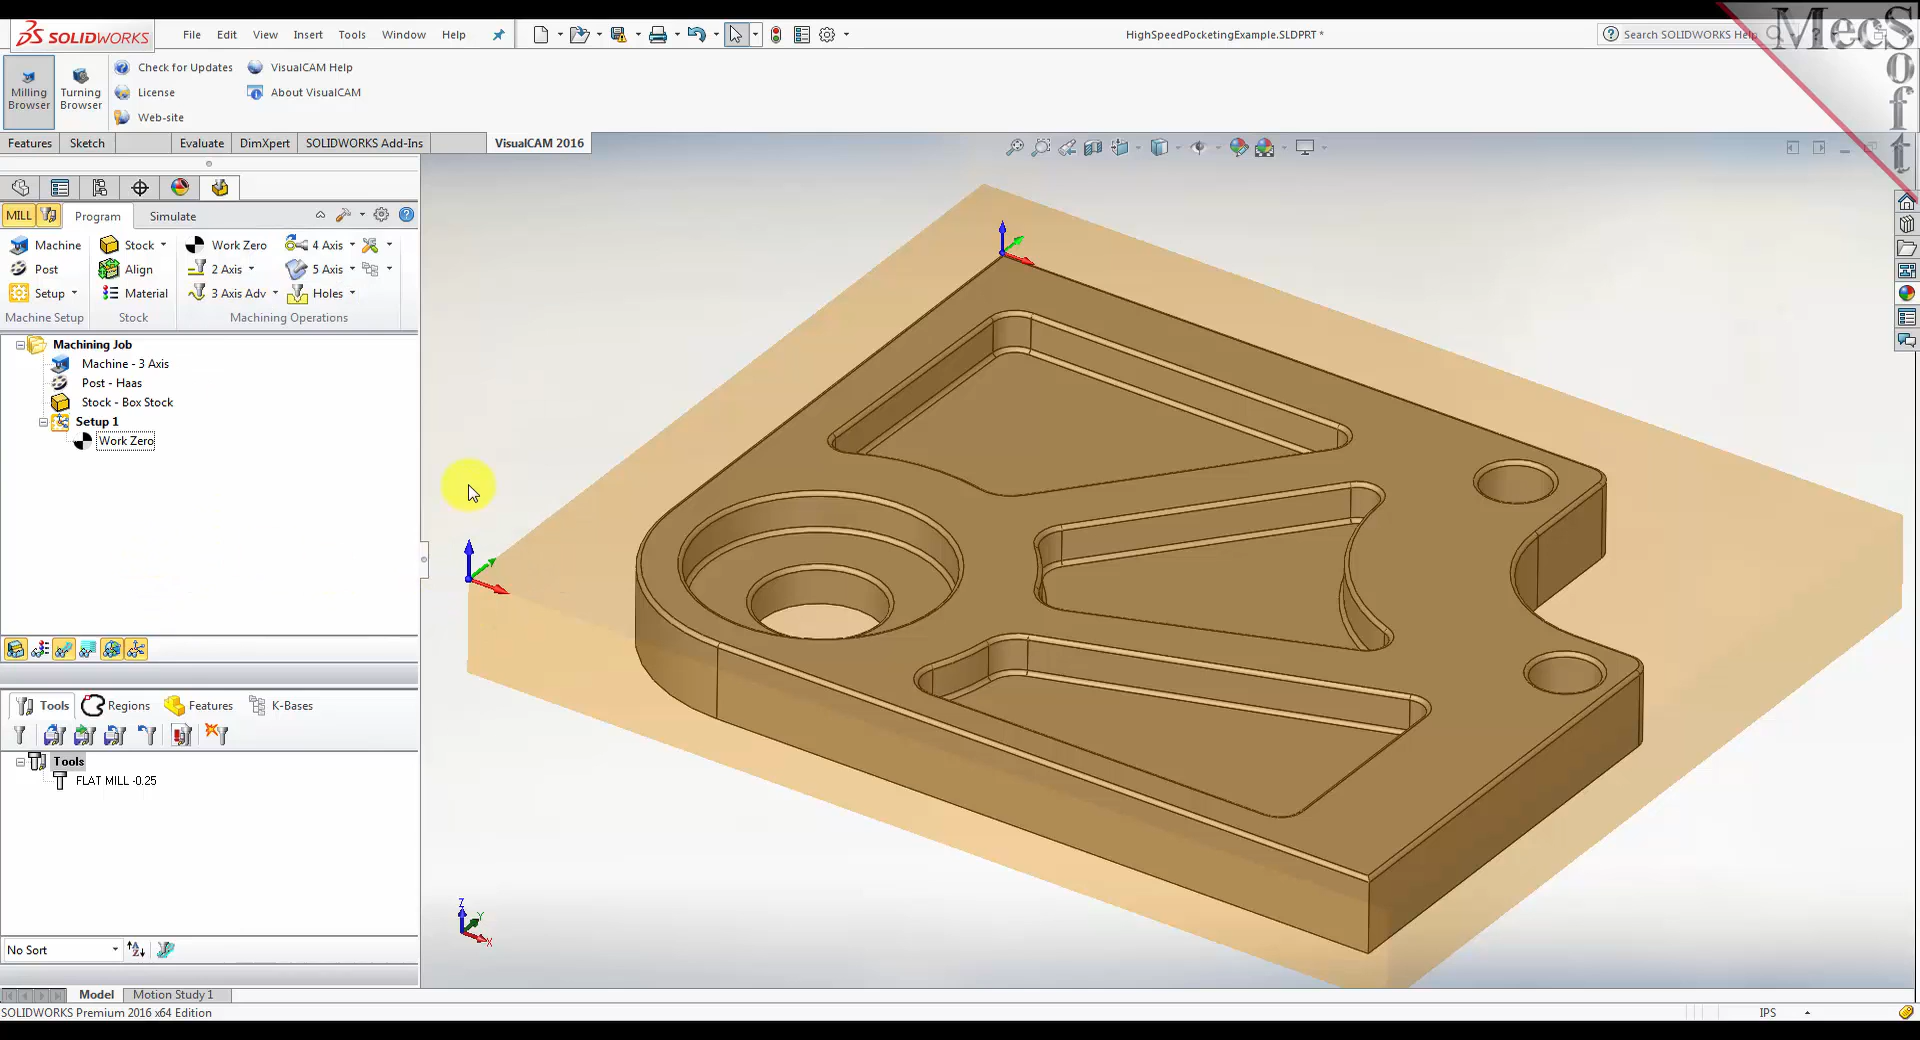 SOLIDWORKS File Edit View Insert Tools Window Help HighSpeedPocketingExample.SLDPRT * Search SOLIDWORKS Help
MecSoft
Milling Browser
Turning Browser
Check for Updates
VisualCAM Help
License
About VisualCAM
Web-site
Features Sketch Evaluate DimXpert SOLIDWORKS Add-Ins VisualCAM 2016
MILL Program Simulate
Machine Stock Work Zero 4 Axis
Post Align 2 Axis 5 Axis
Setup Material 3 Axis Adv Holes
Machine Setup Stock Machining Operations
Machining Job
Machine - 3 Axis
Post - Haas
Stock - Box Stock
Setup 1
Work Zero
Tools Regions Features K-Bases
Tools
FLAT MILL -0.25
Z
Y
X
No Sort
Model Motion Study 1
SOLIDWORKS Premium 2016 x64 Edition IPS